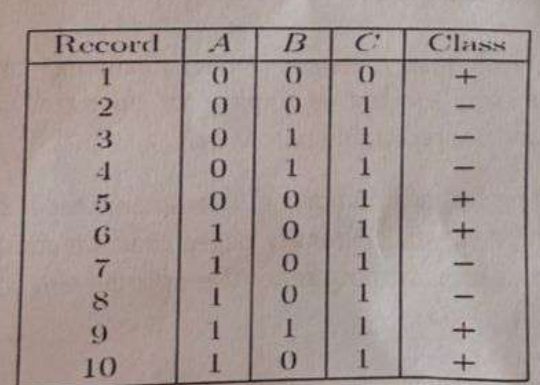 Record A B C Class
1 0 0 0 +
2 0 0 1 −
3 0 1 1 −
4 0 1 1 −
5 0 0 1 +
6 1 0 1 +
7 1 0 1 −
8 1 0 1 −
9 1 1 1 +
10 1 0 1 +